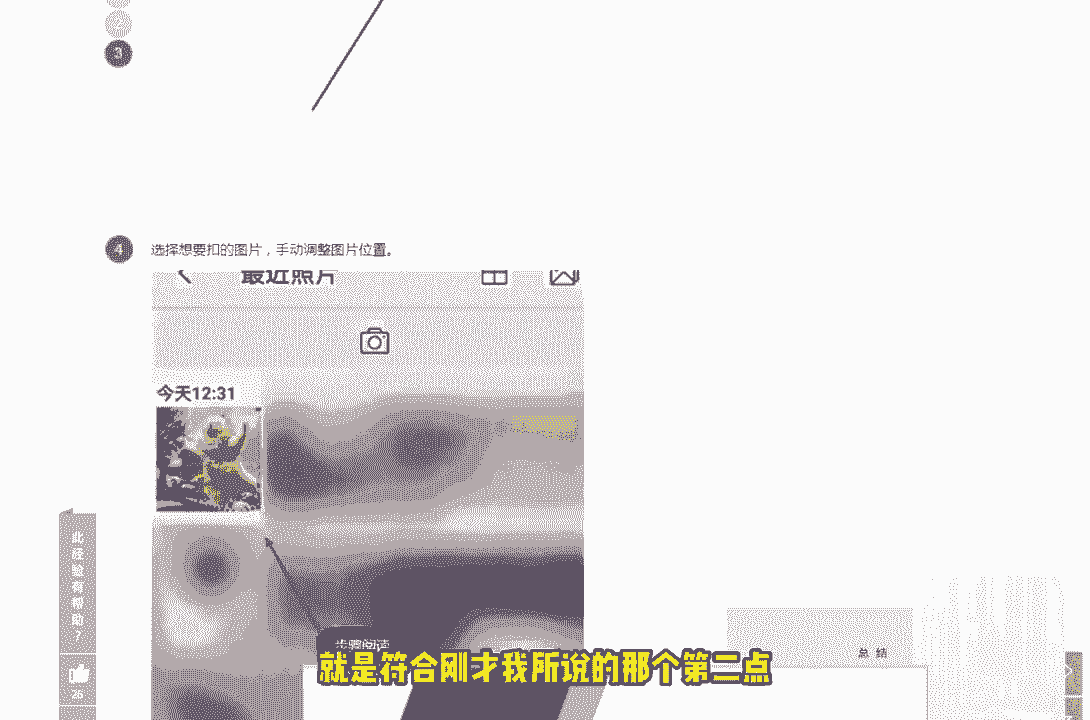 3
4 选择想要扣的图片，手动调整图片位置。
最近照片
今天12:31
此经验有帮助？
26
步骤阅读
总结
就是符合刚才我所说的那个第二点